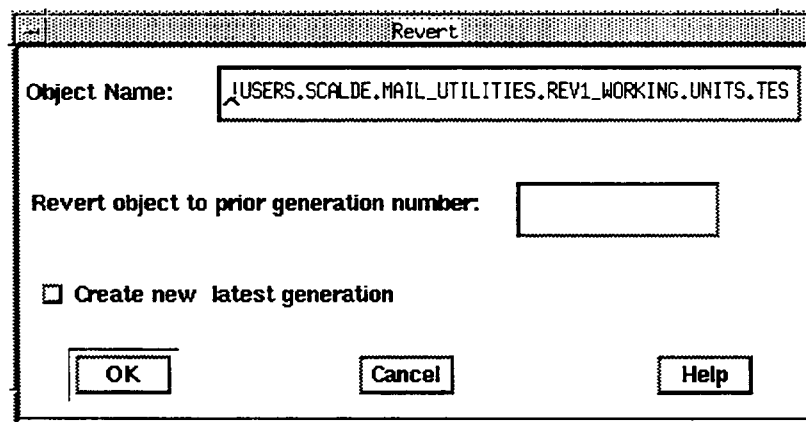 Revert
Object Name: !USERS.SCALDE.MAIL_UTILITIES.REV1_WORKING.UNITS.TES
Revert object to prior generation number:
Create new latest generation
OK Cancel Help